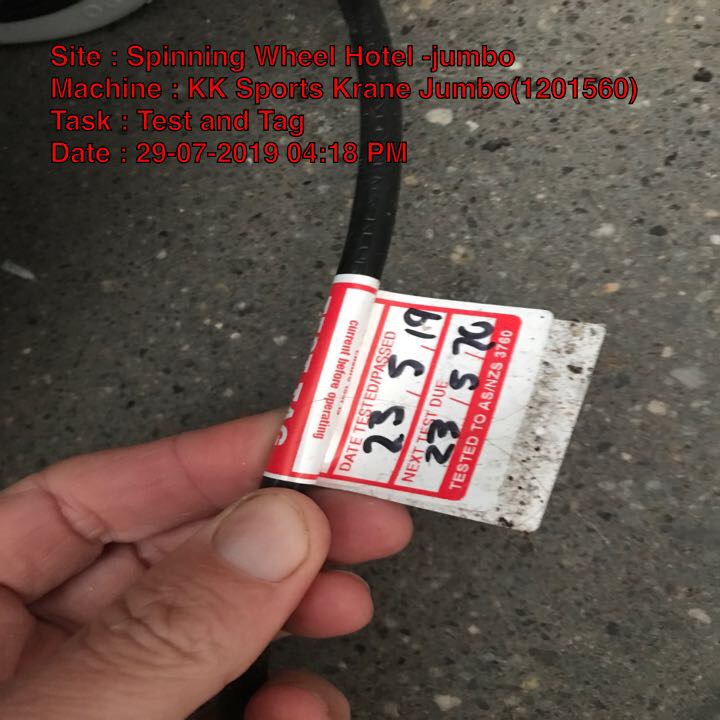 Site : Spinning Wheel Hotel -jumbo
Machine : KK Sports Krane Jumbo(1201560)
Task : Test and Tag
Date : 29-07-2019 04:18 PM
current before operating
DATE TESTED/PASSED
23 / 5 / 19
NEXT TEST DUE
23 / 5 / 20
TESTED TO AS/NZS 3760